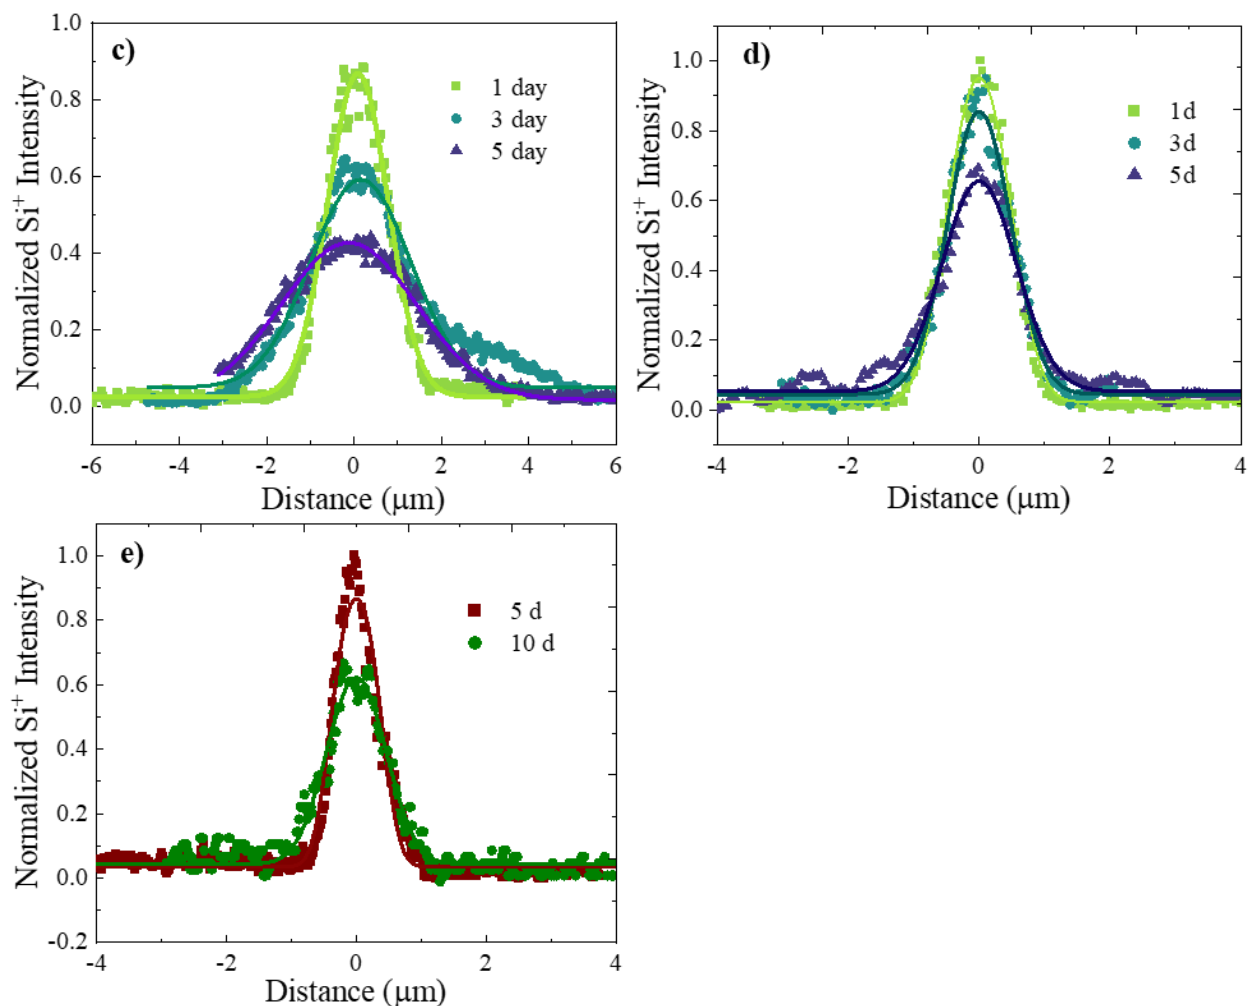 c)
1.0
0.8
0.6
0.4
0.2
0.0
Normalized Si⁺ Intensity
1 day
3 day
5 day
-6
-4
-2
0
2
4
6
Distance (μm)
d)
1.0
0.8
0.6
0.4
0.2
0.0
Normalized Si⁺ Intensity
1d
3d
5d
-4
-2
0
2
4
Distance (μm)
e)
1.0
0.8
0.6
0.4
0.2
0.0
-0.2
Normalized Si⁺ Intensity
5 d
10 d
-4
-2
0
2
4
Distance (μm)